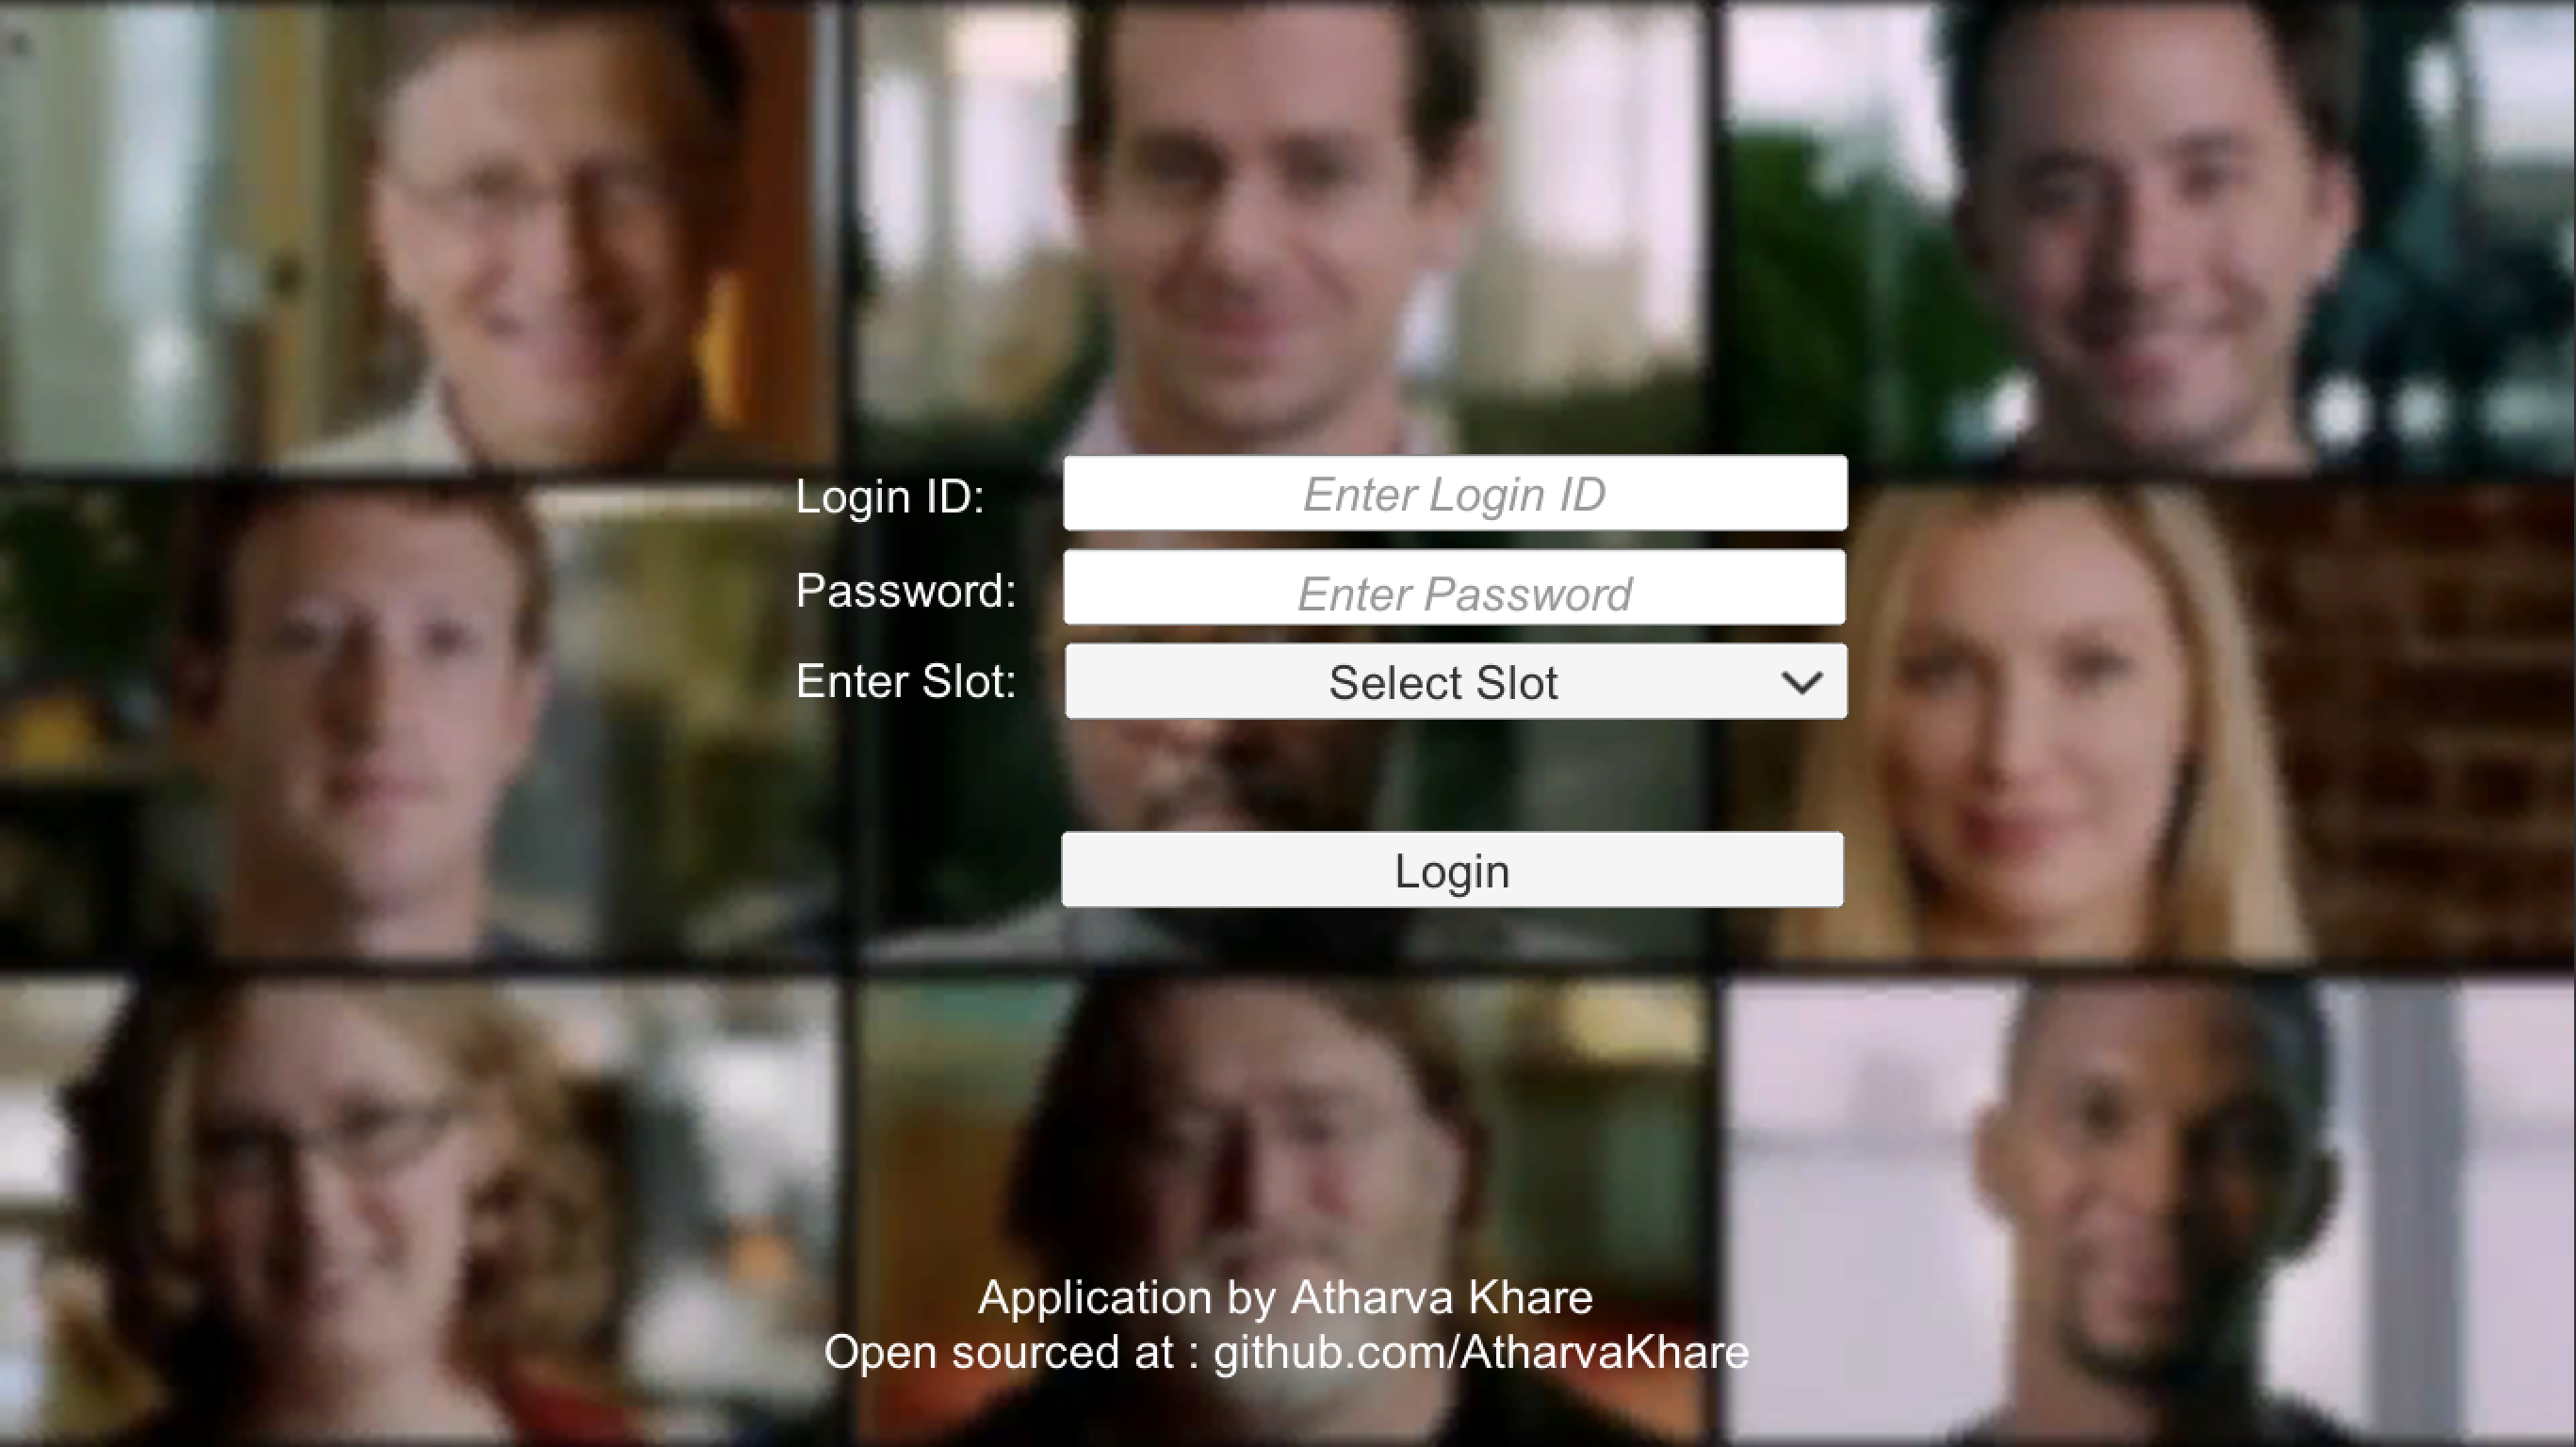 Login ID: Enter Login ID
Password: Enter Password
Enter Slot: Select Slot
Login
Application by Atharva Khare
Open sourced at : github.com/AtharvaKhare